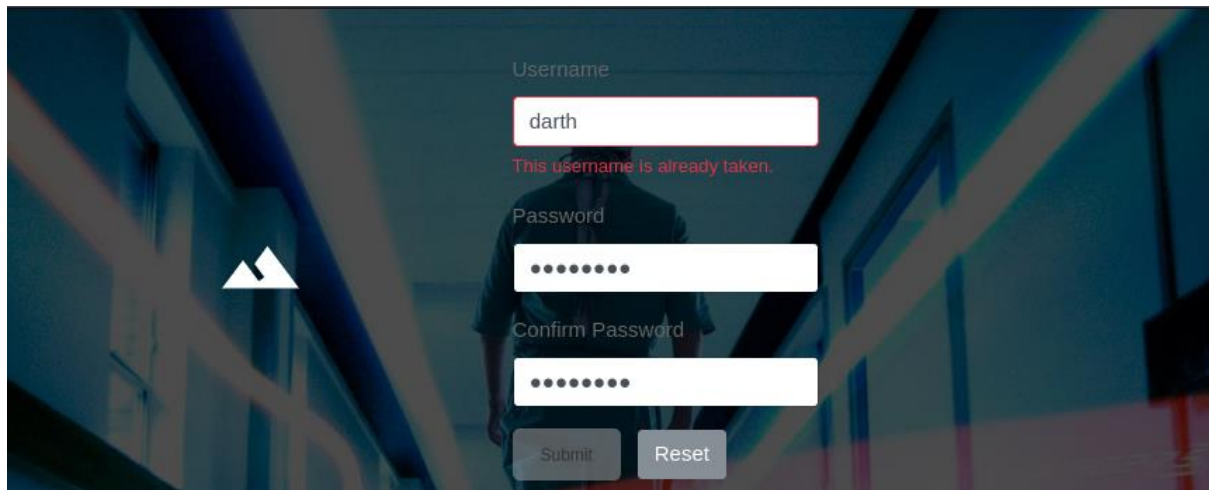 Username
darth
This username is already taken.
Password
●●●●●●●●
Confirm Password
●●●●●●●●
Submit
Reset